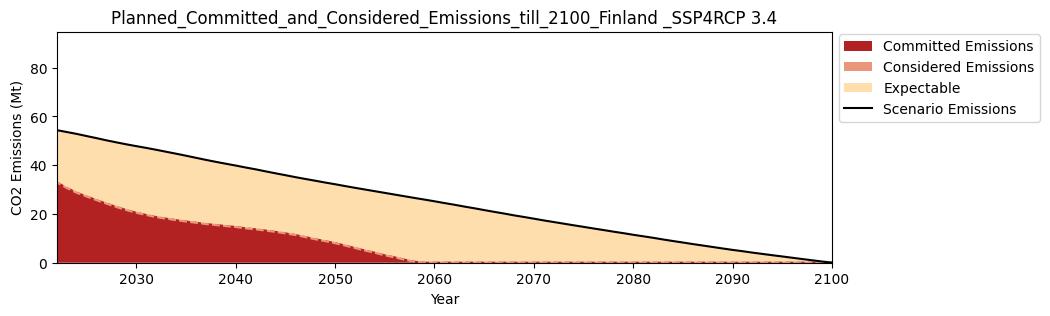 Planned_Committed_and_Considered_Emissions_till_2100_Finland _SSP4RCP 3.4
Committed Emissions
Considered Emissions
Expectable
Scenario Emissions
CO2 Emissions (Mt)
80
60
40
20
0
2030 2040 2050 2060 2070 2080 2090 2100
Year